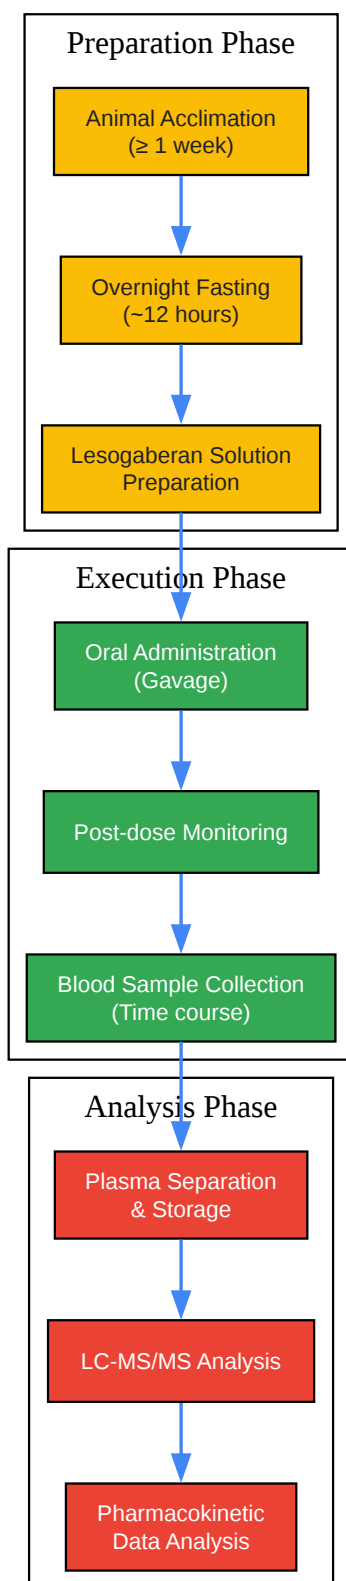 Preparation Phase
Animal Acclimation
(≥ 1 week)
Overnight Fasting
(~12 hours)
Lesogaberan Solution
Preparation
Execution Phase
Oral Administration
(Gavage)
Post-dose Monitoring
Blood Sample Collection
(Time course)
Analysis Phase
Plasma Separation
& Storage
LC-MS/MS Analysis
Pharmacokinetic
Data Analysis